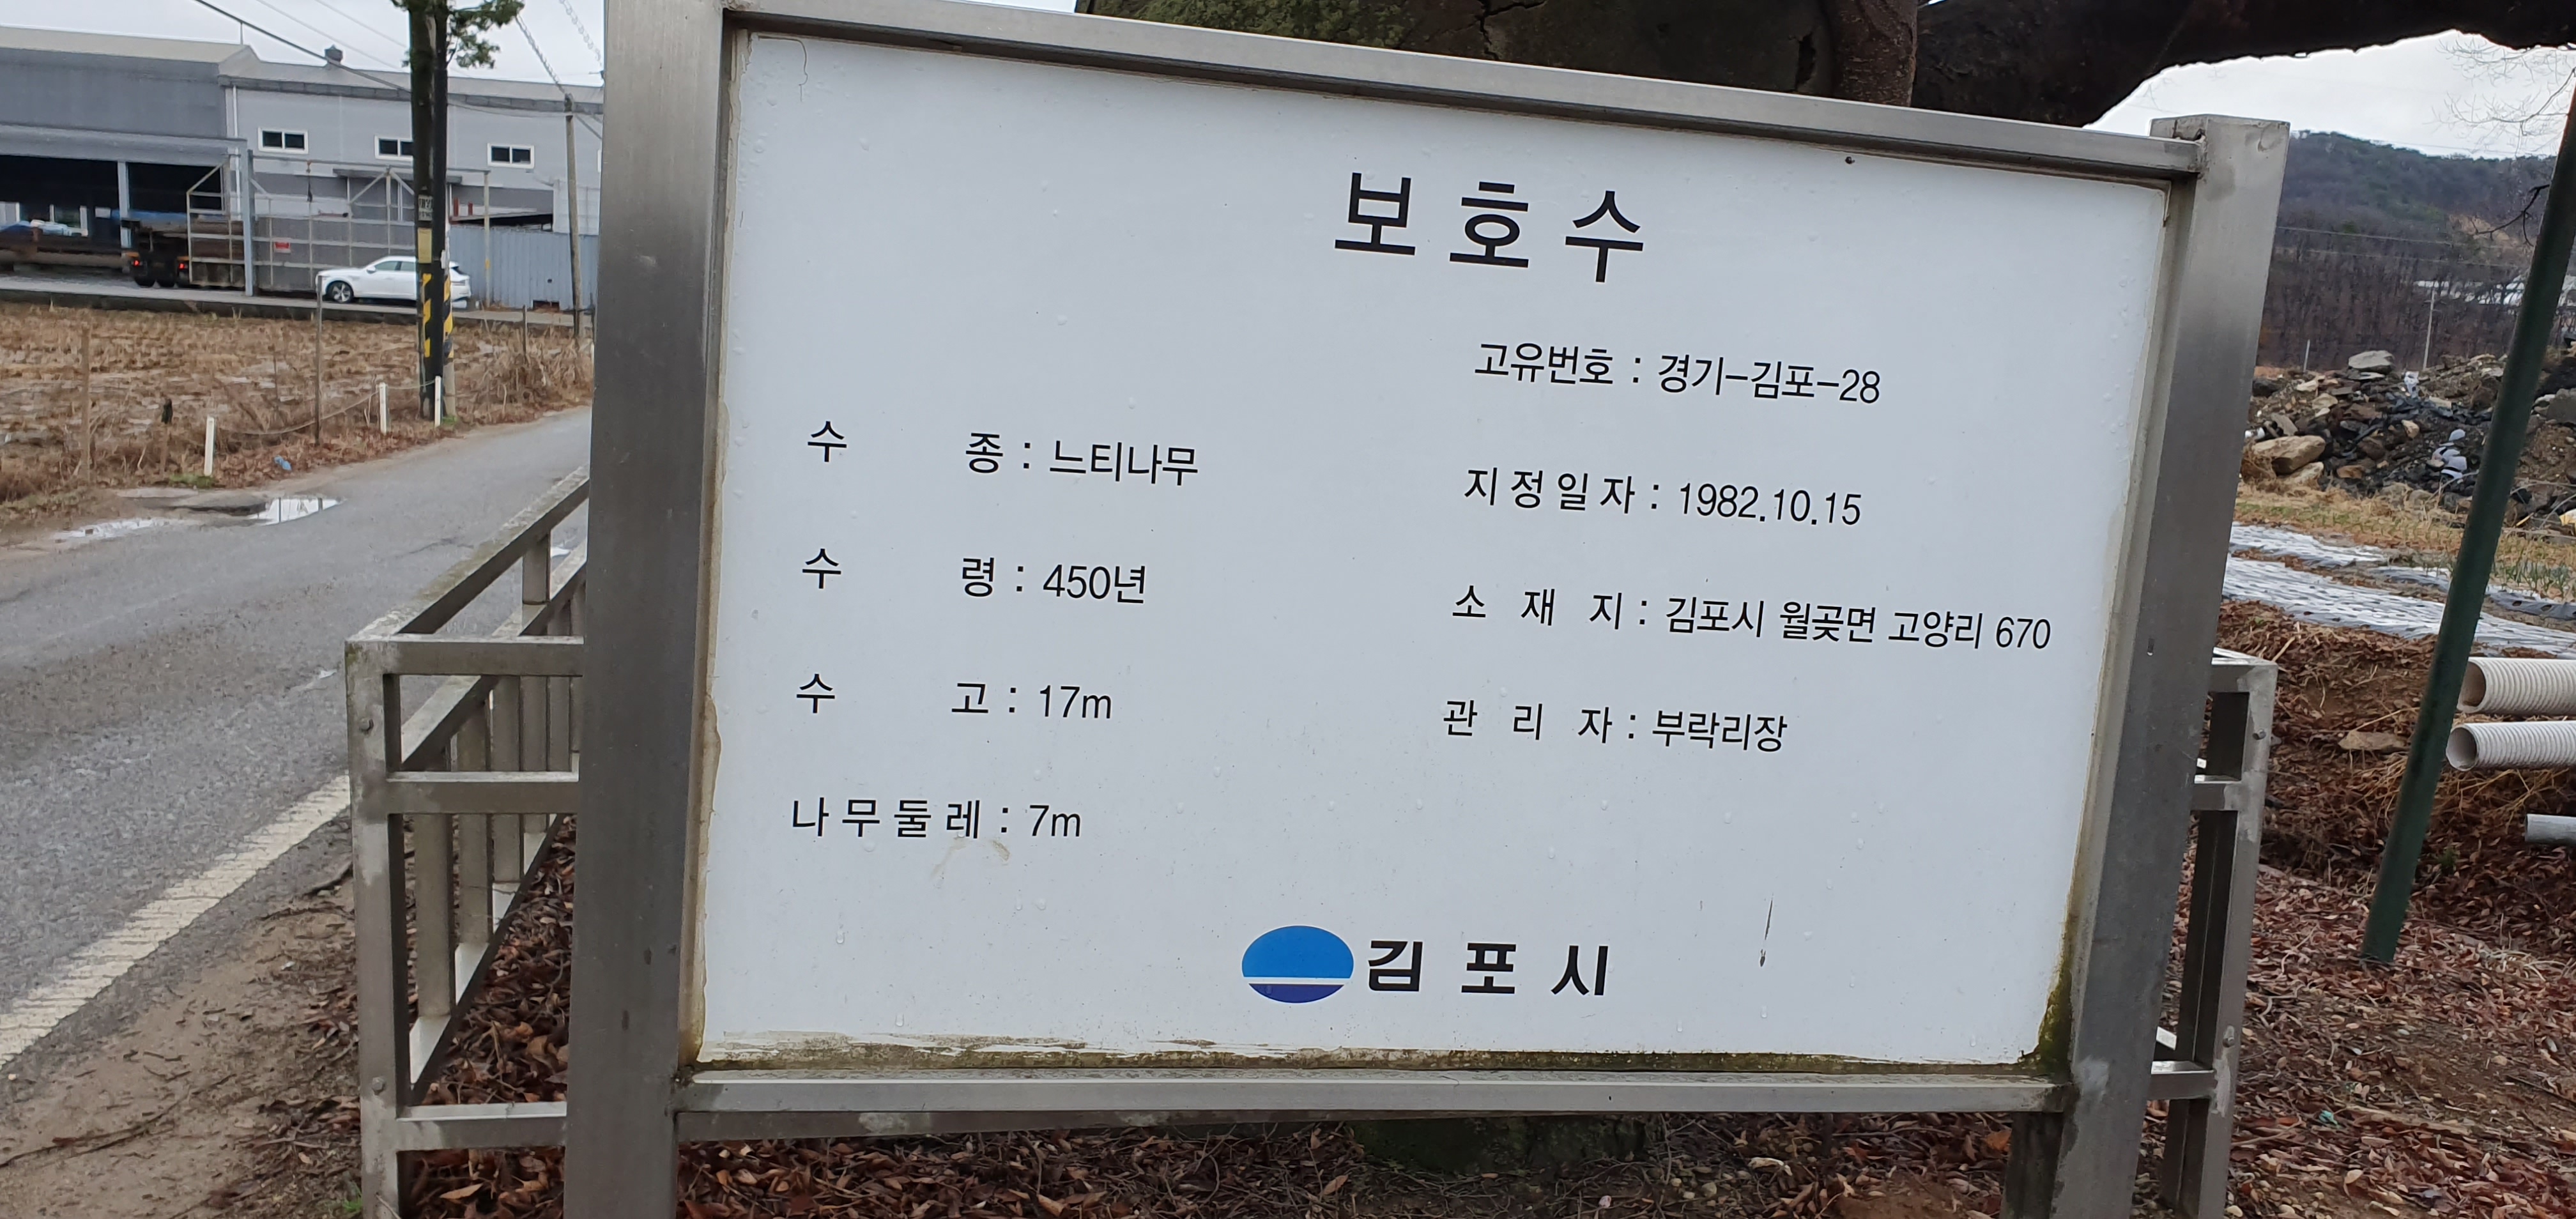 보호수
고유번호 : 경기-김포-28
수 종 : 느티나무
지정일자 : 1982.10.15
수 령 : 450년
소 재 지 : 김포시 월곶면 고양리 670
수 고 : 17m
관 리 자 : 부락리장
나무둘레 : 7m
김포시